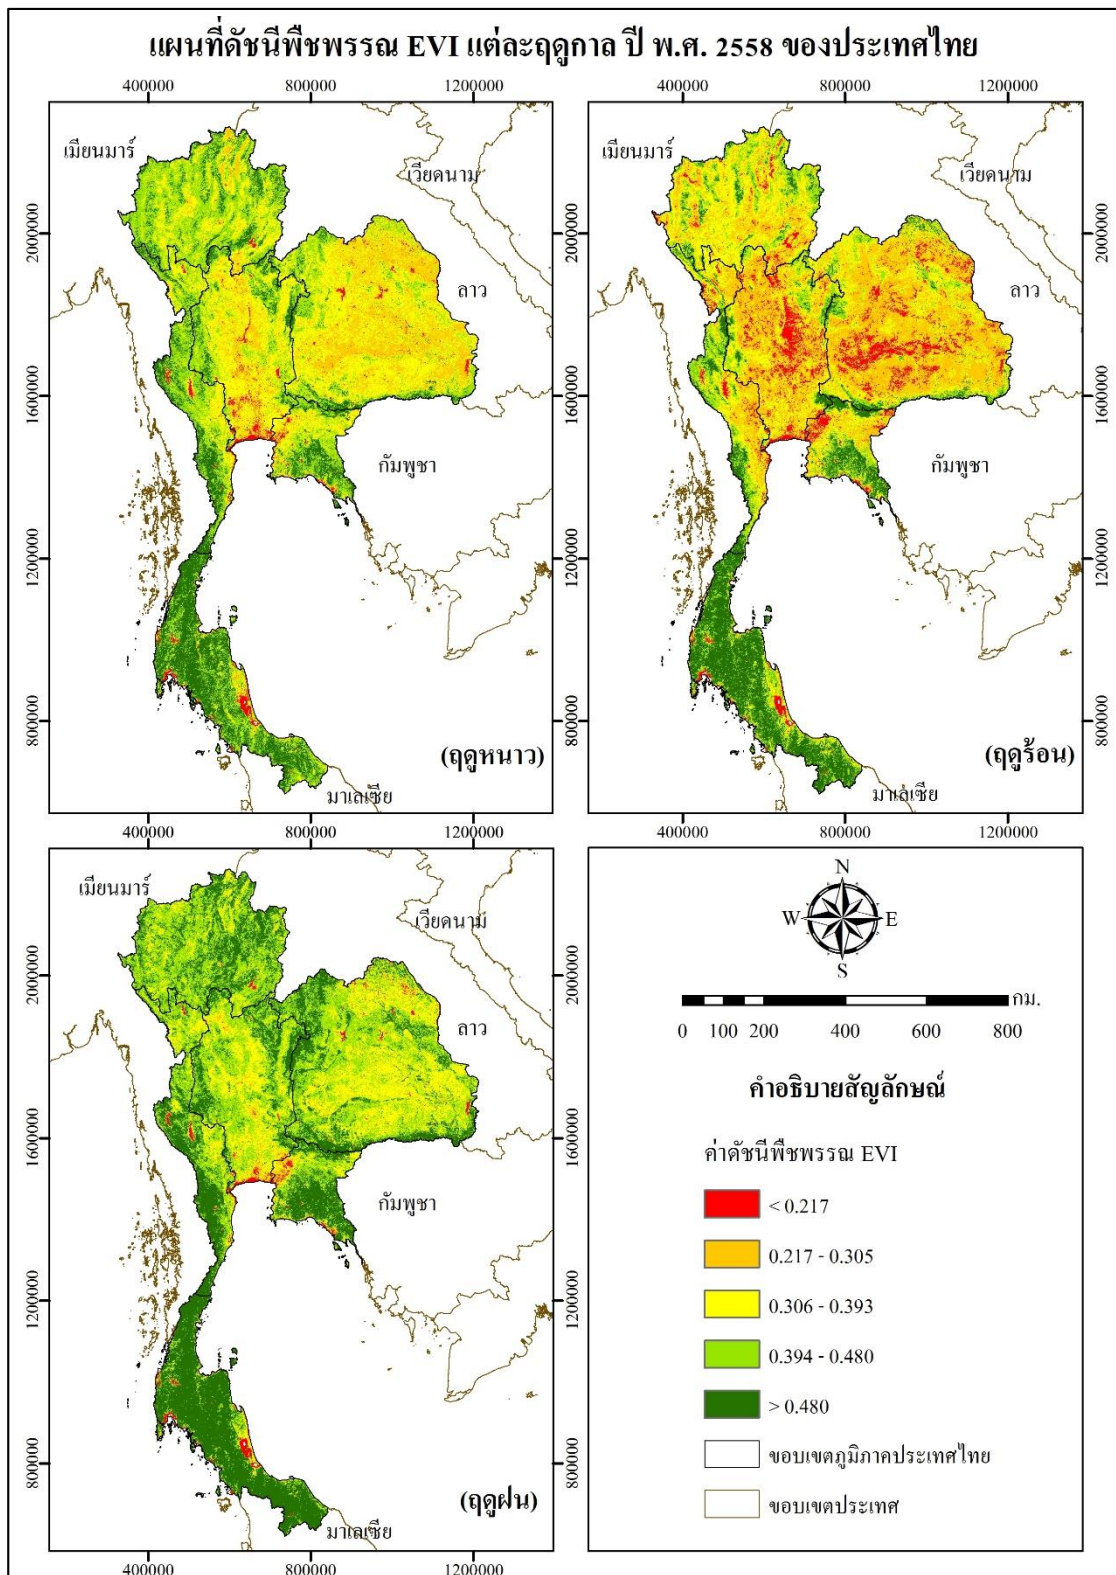 แผนที่ดัชนีพืชพรรณ EVI แต่ละฤดูกาล ปี พ.ศ. 2558 ของประเทศไทย
400000 800000 1200000
400000 800000 1200000
เมียนมาร์
เวียดนาม
ลาว
กัมพูชา
มาเลเซีย
(ฤดูหนาว)
2000000
1600000
1200000
800000
เมียนมาร์
เวียดนาม
ลาว
กัมพูชา
มาเลเซีย
(ฤดูร้อน)
2000000
1600000
1200000
800000
400000 800000 1200000
400000 800000 1200000
เมียนมาร์
เวียดนาม
ลาว
กัมพูชา
มาเลเซีย
(ฤดูฝน)
2000000
1600000
1200000
800000
400000 800000 1200000
N
W E
S
กม.
0 100 200 400 600 800
คำอธิบายสัญลักษณ์
ค่าดัชนีพืชพรรณ EVI
< 0.217
0.217 - 0.305
0.306 - 0.393
0.394 - 0.480
> 0.480
ขอบเขตภูมิภาคประเทศไทย
ขอบเขตประเทศ